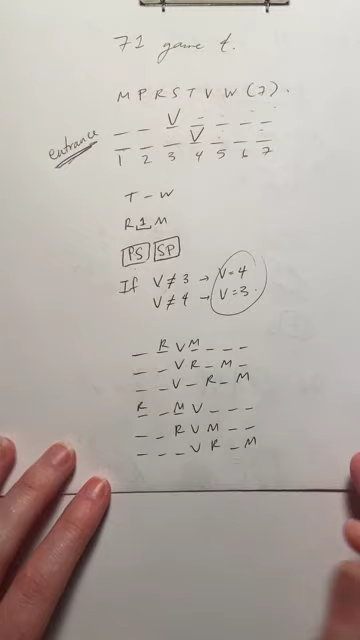 71 game 4.
M P R S T V W (7).
_ _ V _ _ _ _
entrance _ _ _ V _ _ _
1 2 3 4 5 6 7
T - W
R 1 M
PS SP
If V ≠ 3 → V = 4
V ≠ 4 → V = 3.
_ R V M _ _ _
_ _ V R _ M _
_ _ V _ R _ M
R _ M V _ _ _
_ _ R V M _ _
_ _ _ V R _ M